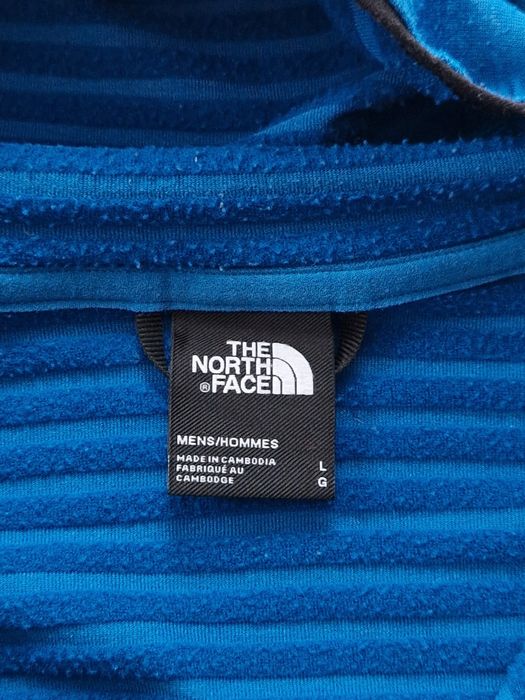 THE
NORTH
® FACE
MENS/HOMMES
MADE IN CAMBODIA
FABRIQUÉ AU
CAMBODGE
L
G